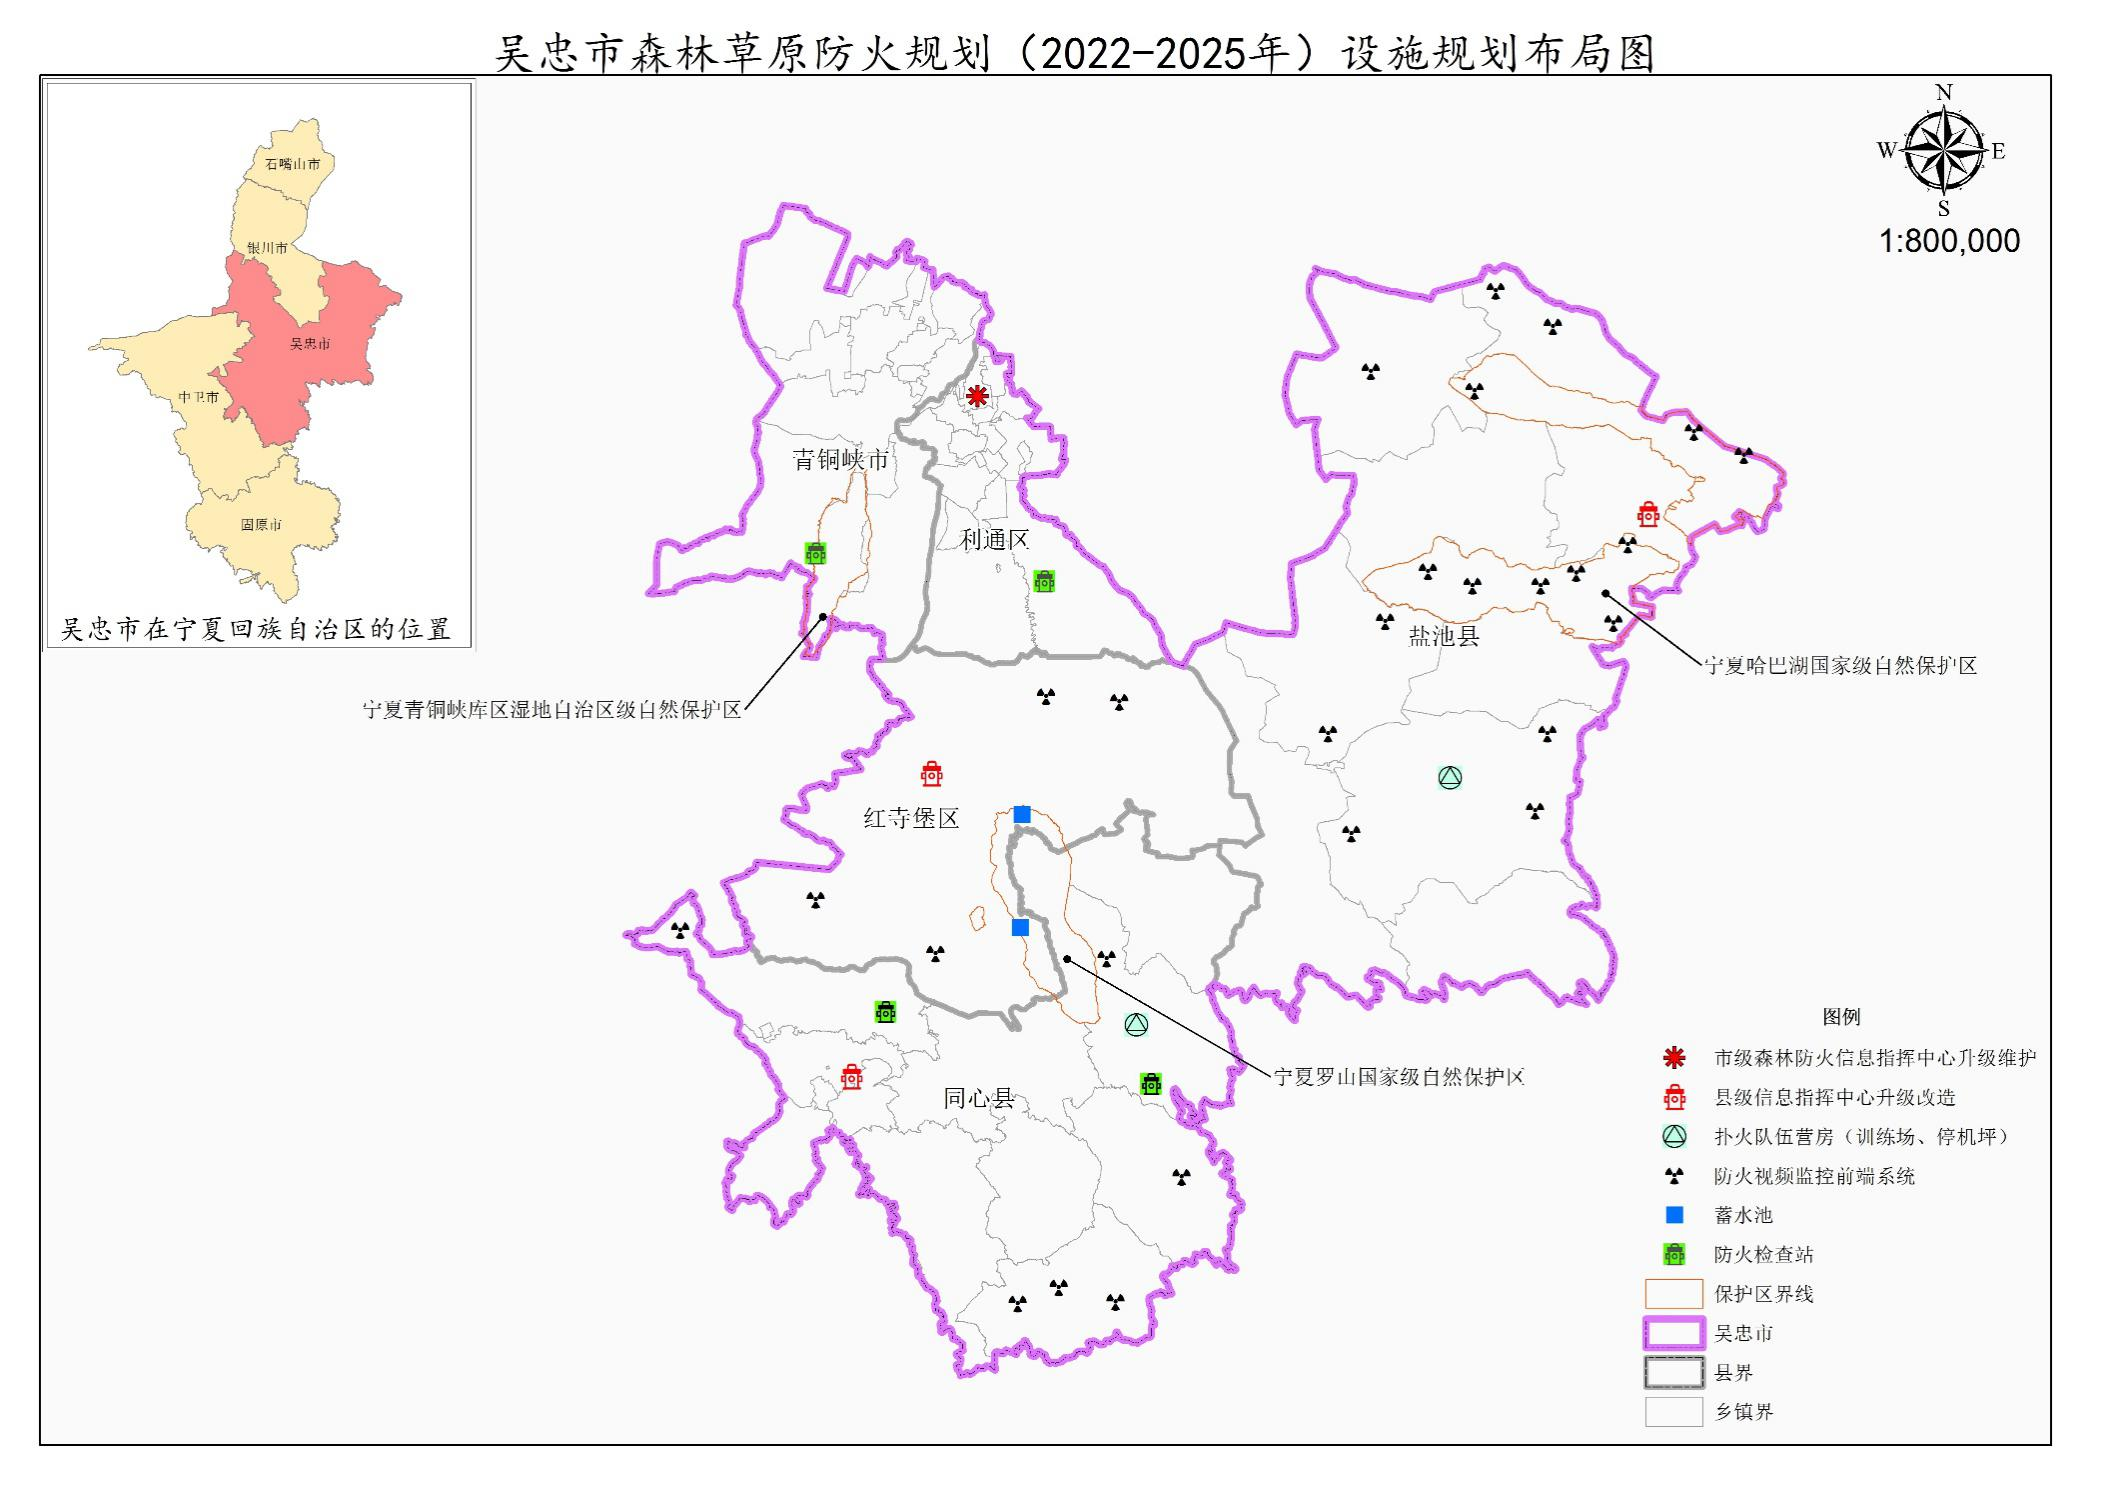 吴忠市森林草原防火规划（2022-2025年）设施规划布局图
石嘴山市
银川市
吴忠市
中卫市
固原市
吴忠市在宁夏回族自治区的位置
N
W
E
S
1:800,000
青铜峡市
利通区
盐池县
宁夏哈巴湖国家级自然保护区
宁夏青铜峡库区湿地自治区级自然保护区
红寺堡区
宁夏罗山国家级自然保护区
同心县
图例
市级森林防火信息指挥中心升级维护
县级信息指挥中心升级改造
扑火队伍营房（训练场、停机坪）
防火视频监控前端系统
蓄水池
防火检查站
保护区界线
吴忠市
县界
乡镇界